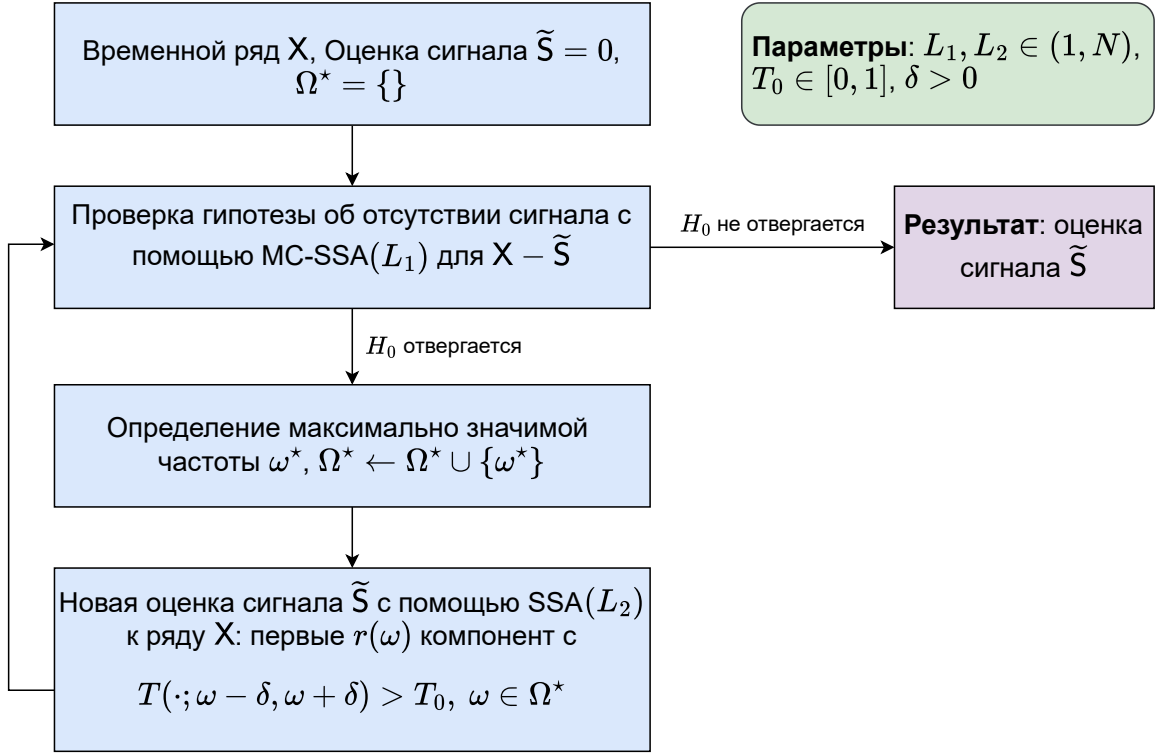 Временной ряд X, Оценка сигнала S̃ = 0,
Ω⋆ = {}
Параметры: L₁, L₂ ∈ (1, N),
T₀ ∈ [0, 1], δ > 0
Проверка гипотезы об отсутствии сигнала с
помощью MC-SSA(L₁) для X − S̃
H₀ не отвергается
Результат: оценка
сигнала S̃
H₀ отвергается
Определение максимально значимой
частоты ω⋆, Ω⋆ ← Ω⋆ ∪ {ω⋆}
Новая оценка сигнала S̃ с помощью SSA(L₂)
к ряду X: первые r(ω) компонент с
T(·; ω − δ, ω + δ) > T₀, ω ∈ Ω⋆